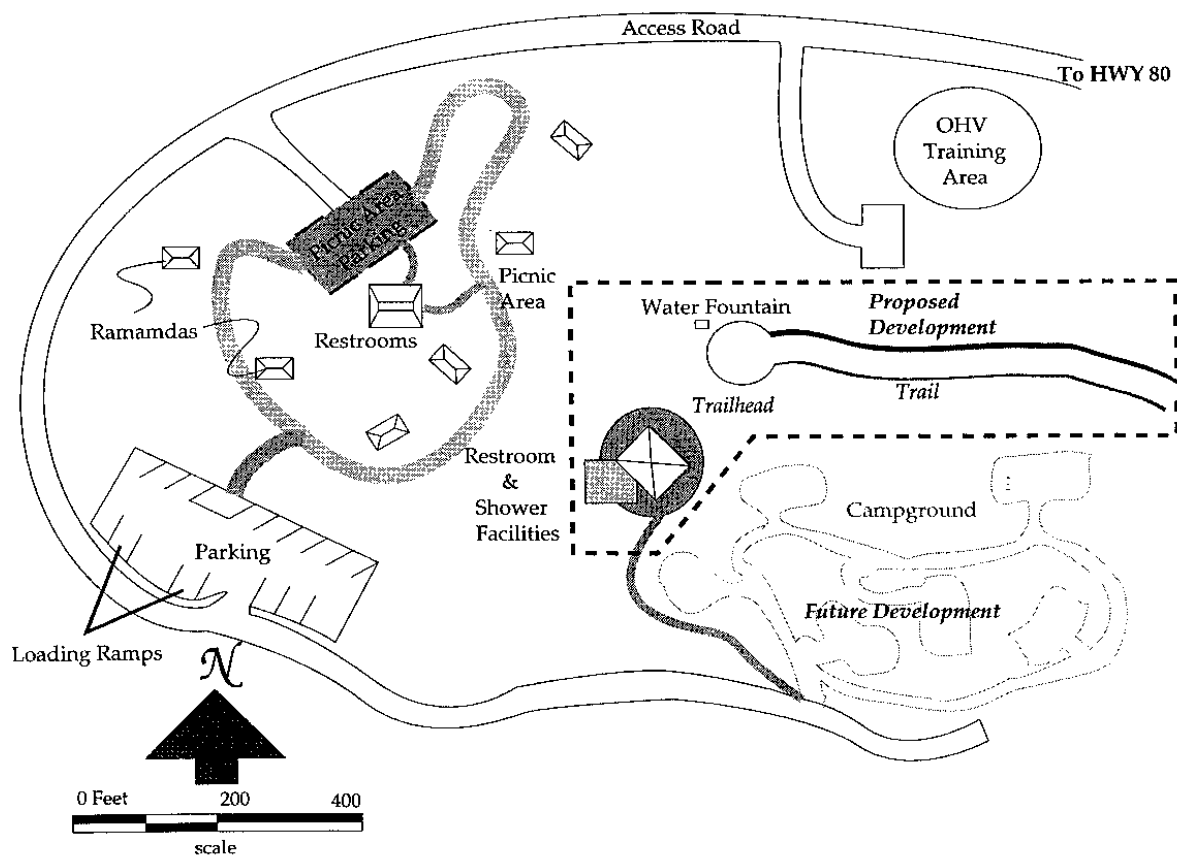 Access Road
To HWY 80
OHV
Training
Area
Picnic Area
Parking
Picnic
Area
Ramamdas
Restrooms
Water Fountain
Proposed
Development
Trail
Trailhead
Restroom
&
Shower
Facilities
Campground
Parking
Future Development
Loading Ramps
N
0 Feet 200 400
scale